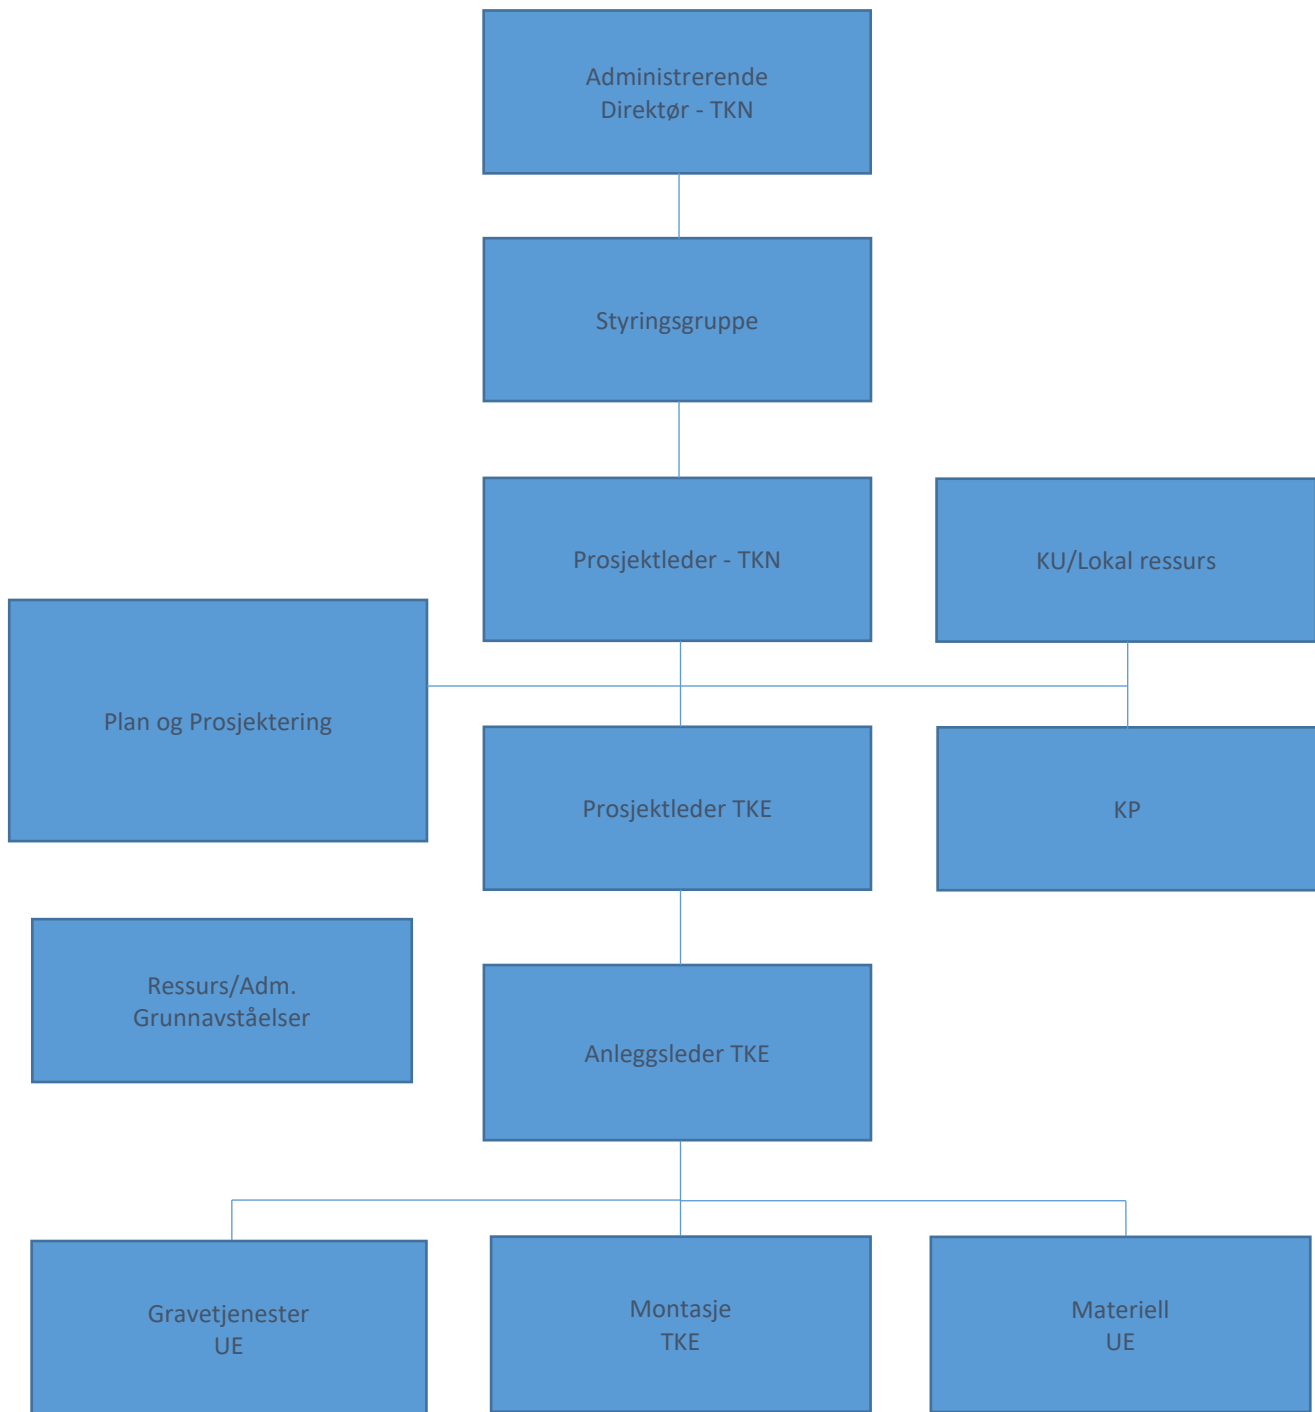 Administrerende
Direktør - TKN
Styringsgruppe
Prosjektleder - TKN
KU/Lokal ressurs
Plan og Prosjektering
Prosjektleder TKE
KP
Ressurs/Adm.
Grunnavståelser
Anleggsleder TKE
Gravetjenester
UE
Montasje
TKE
Materiell
UE